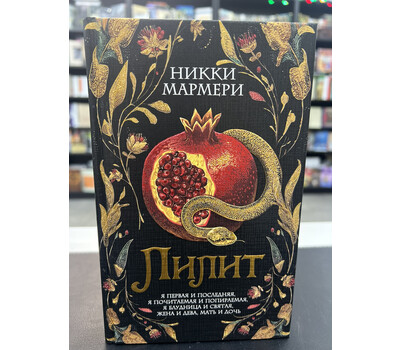 НИККИ
МАРМЕРИ
ЛИЛИТ
Я ПЕРВАЯ И ПОСЛЕДНЯЯ,
Я ПОЧИТАЕМАЯ И ПОПИРАЕМАЯ,
Я БЛУДНИЦА И СВЯТАЯ,
ЖЕНА И ДЕВА, МАТЬ И ДОЧЬ